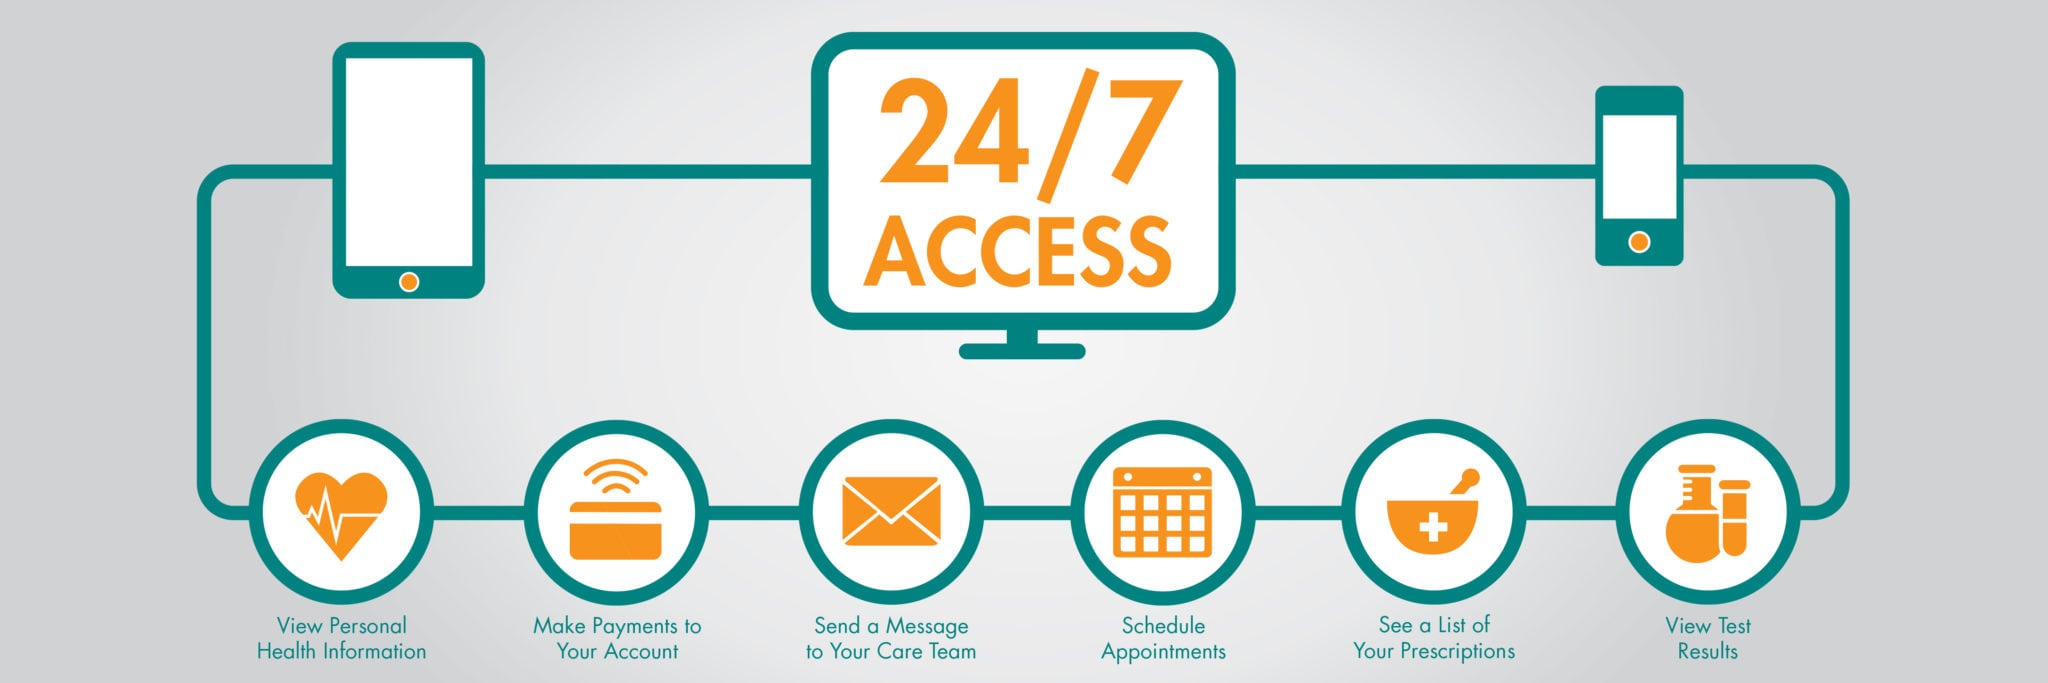 24/7
ACCESS
View Personal
Health Information
Make Payments to
Your Account
Send a Message
to Your Care Team
Schedule
Appointments
See a List of
Your Prescriptions
View Test
Results